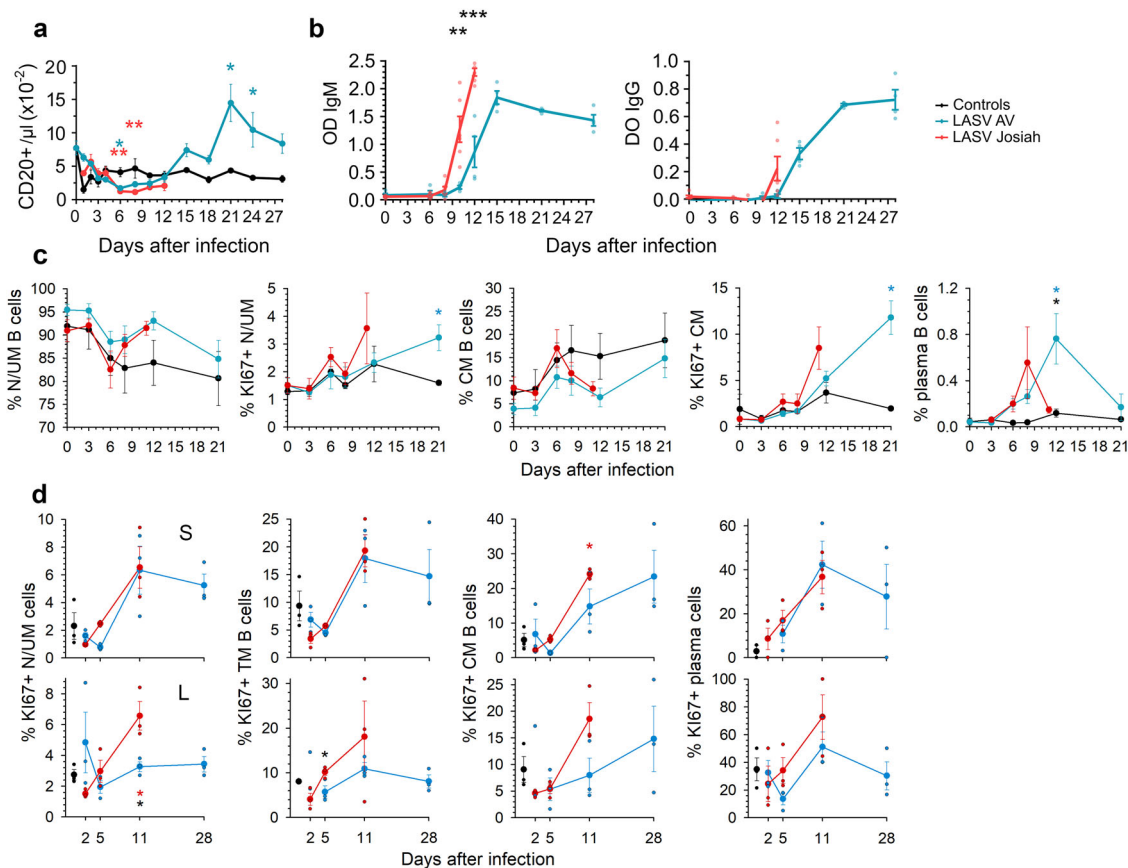 a
CD20+/µl (x10⁻²)
20
15
10
5
0
*
**
*
**
*
*
0 3 6 9 12 15 18 21 24 27
Days after infection
b
***
**
OD IgM
2.5
2.0
1.5
1.0
0.5
0.0
0 3 6 9 12 15 18 21 24 27
DO IgG
1.0
0.8
0.6
0.4
0.2
0.0
0 3 6 9 12 15 18 21 24 27
Days after infection
Controls
LASV AV
LASV Josiah
c
% N/UM B cells
100
95
90
85
80
75
70
0 3 6 9 12 15 18 21
% KI67+ N/UM
5
4
3
2
1
0
*
0 3 6 9 12 15 18 21
% CM B cells
30
25
20
15
10
5
0
0 3 6 9 12 15 18 21
% KI67+ CM
15
10
5
0
*
0 3 6 9 12 15 18 21
% plasma B cells
1.2
0.8
0.4
0.0
*
*
0 3 6 9 12 15 18 21
Days after infection
d
% KI67+ N/UM B cells
S
10
8
6
4
2
0
L
8
6
4
2
0
*
*
2 5 11 28
% KI67+ TM B cells
25
20
15
10
5
0
30
20
10
0
*
2 5 11 28
% KI67+ CM B cells
40
30
20
10
0
*
25
20
15
10
5
0
2 5 11 28
% KI67+ plasma cells
60
40
20
0
100
80
60
40
20
0
2 5 11 28
Days after infection